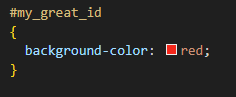 #my_great_id
{
  background-color: red;
}